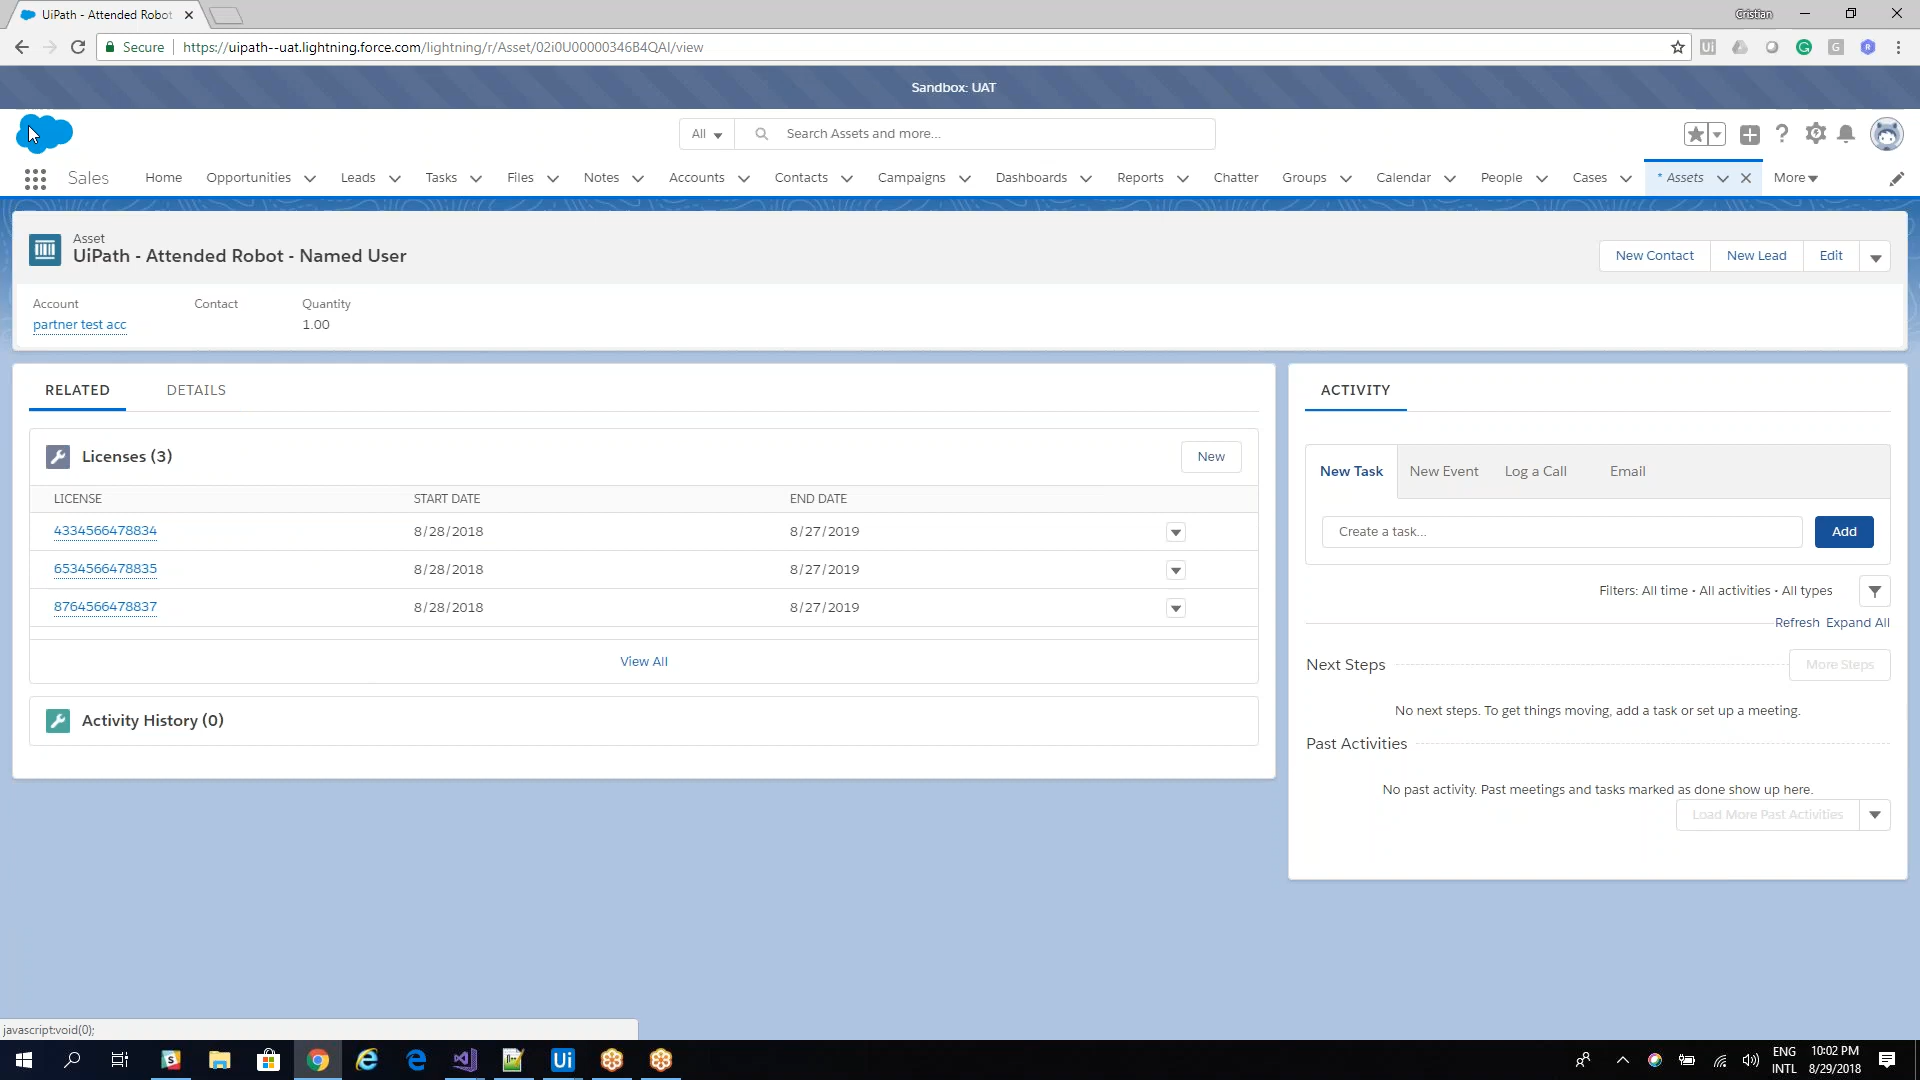 UiPath - Attended Robot
Cristian
Secure
https://uipath--uat.lightning.force.com/lightning/r/Asset/02i0U00000346B4QAI/view
Sandbox: UAT
All
Search Assets and more...
Sales
Home
Opportunities
Leads
Tasks
Files
Notes
Accounts
Contacts
Campaigns
Dashboards
Reports
Chatter
Groups
Calendar
People
Cases
* Assets
More
Asset
UiPath - Attended Robot - Named User
New Contact
New Lead
Edit
Account
Contact
Quantity
partner test acc
1.00
RELATED
DETAILS
Licenses (3)
New
LICENSE
START DATE
END DATE
4334566478834
8/28/2018
8/27/2019
6534566478835
8/28/2018
8/27/2019
8764566478837
8/28/2018
8/27/2019
View All
Activity History (0)
ACTIVITY
New Task
New Event
Log a Call
Email
Create a task...
Add
Filters: All time • All activities • All types
Refresh
Expand All
Next Steps
More Steps
No next steps. To get things moving, add a task or set up a meeting.
Past Activities
No past activity. Past meetings and tasks marked as done show up here.
Load More Past Activities
javascript:void(0);
Ui
ENG
INTL
10:02 PM
8/29/2018